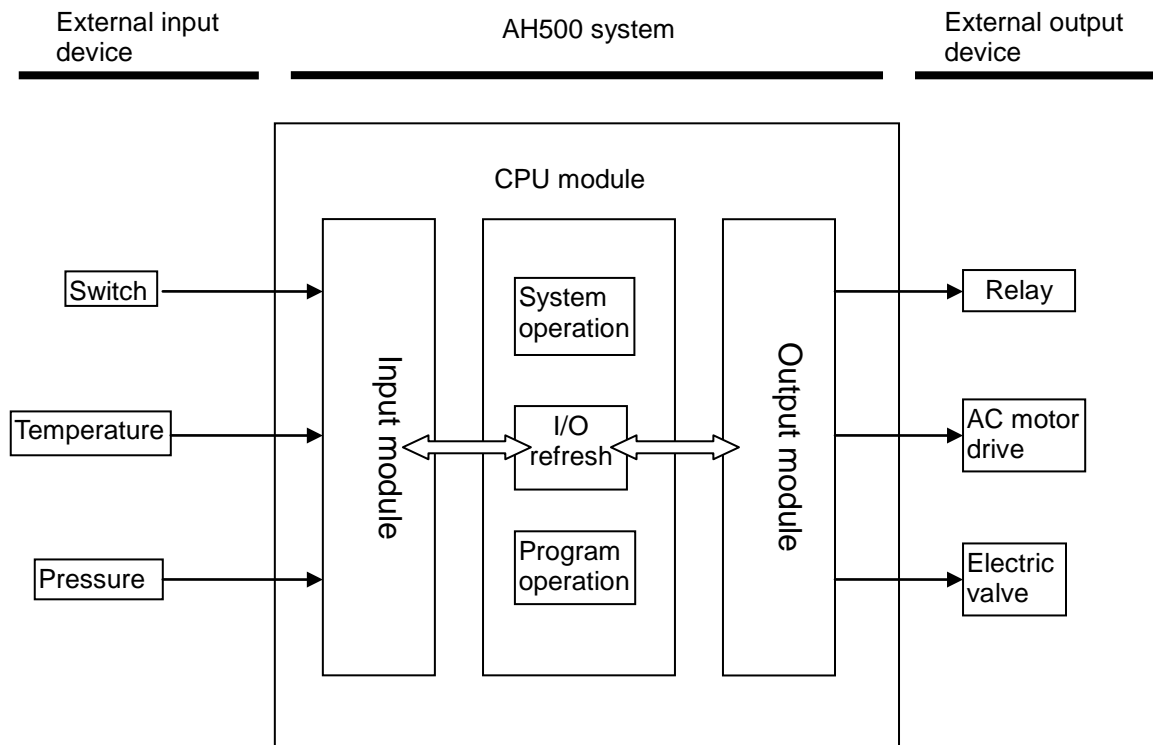 External input
device
AH500 system
External output
device
CPU module
Switch
Temperature
Pressure
Input module
System
operation
I/O
refresh
Program
operation
Output module
Relay
AC motor
drive
Electric
valve